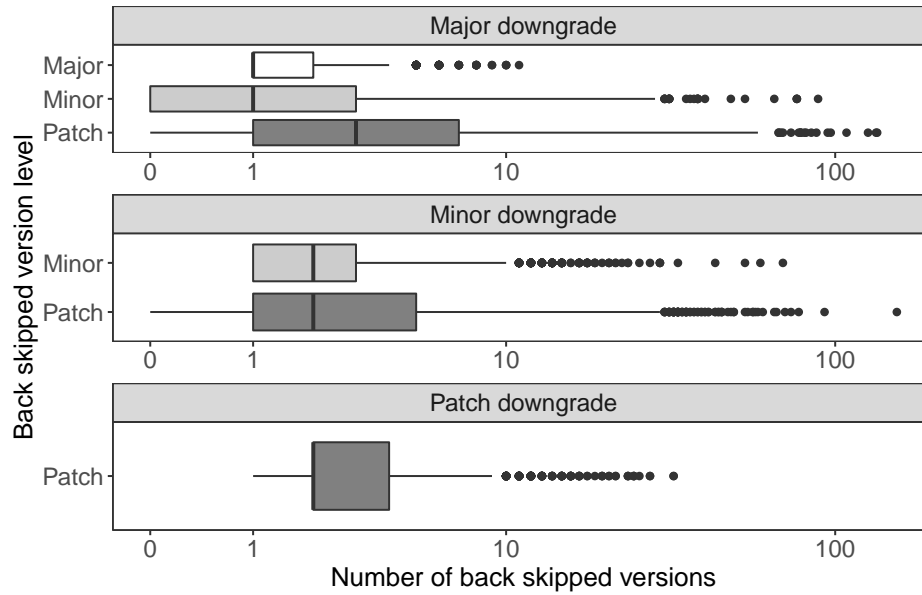 Major downgrade
Major
Minor
Patch
0 1 10 100
Minor downgrade
Minor
Patch
0 1 10 100
Patch downgrade
Patch
0 1 10 100
Number of back skipped versions
Back skipped version level